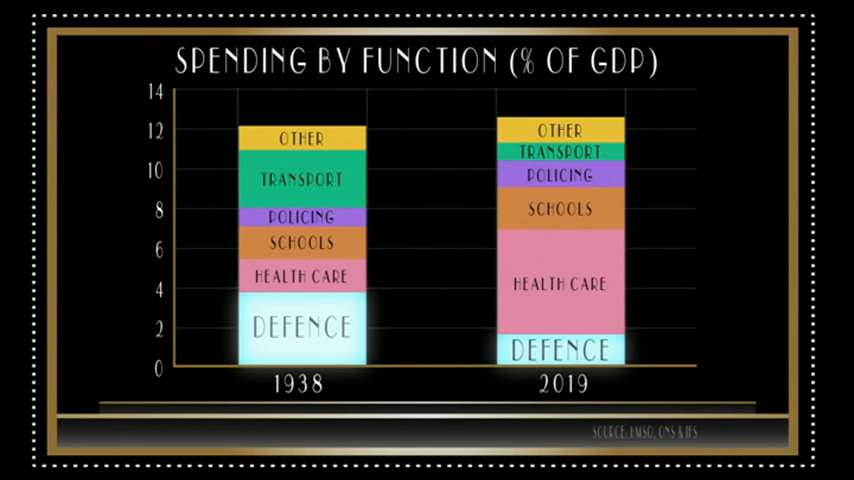 SPENDING BY FUNCTION (% OF GDP)
14
12
10
8
6
4
2
0
OTHER
TRANSPORT
POLICING
SCHOOLS
HEALTH CARE
DEFENCE
1938
OTHER
TRANSPORT
POLICING
SCHOOLS
HEALTH CARE
DEFENCE
2019
SOURCE: HMSO, ONS & IFS